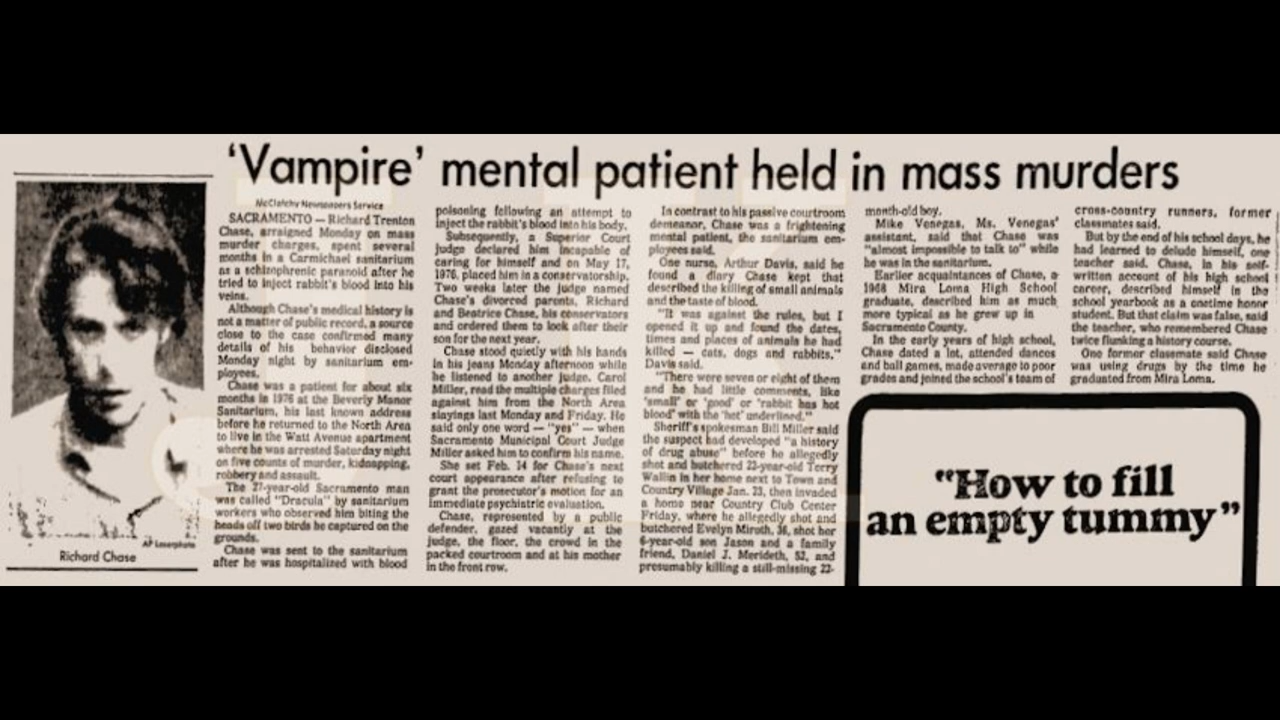 'Vampire' mental patient held in mass murders
McClatchy Newspapers Service
SACRAMENTO — Richard Trenton
Chase, arraigned Monday on mass
murder charges, spent several
months in a Carmichael sanitarium
as a schizophrenic paranoid after he
tried to inject rabbit's blood into his
veins.
Although Chase's medical history is
not a matter of public record, a source
close to the case confirmed many
details of his behavior disclosed
Monday night by sanitarium em-
ployees.
Chase was a patient for about six
months in 1976 at the Beverly Manor
Sanitarium, his last known address
before he returned to the North Area
to live in the Watt Avenue apartment
where he was arrested Saturday night
on five counts of murder, kidnapping,
robbery and assault.
The 27-year-old Sacramento man
was called "Dracula" by sanitarium
workers who observed him biting the
heads off two birds he captured on the
grounds.
Chase was sent to the sanitarium
after he was hospitalized with blood
poisoning following an attempt to
inject the rabbit's blood into his body.
Subsequently, a Superior Court
judge declared him incapable of
caring for himself and on May 17,
1976, placed him in a conservatorship.
Two weeks later the judge named
Chase's divorced parents, Richard
and Beatrice Chase, his conservators
and ordered them to look after their
son for the next year.
Chase stood quietly with his hands
in his jeans Monday afternoon while
he listened to another judge. Carol
Miller, read the multiple charges filed
against him from the North Area
slayings last Monday and Friday. He
said only one word — "yes" — when
Sacramento Municipal Court Judge
Miller asked him to confirm his name.
She set Feb. 14 for Chase's next
court appearance after refusing to
grant the prosecutor's motion for an
immediate psychiatric evaluation.
Chase, represented by a public
defender, gazed vacantly at the
judge, the floor, the crowd in the
packed courtroom and at his mother
in the front row.
In contrast to his passive courtroom
demeanor, Chase was a frightening
mental patient, the sanitarium em-
ployees said.
One nurse, Arthur Davis, said he
found a diary Chase kept that
described the killing of small animals
and the taste of blood.
"It was against the rules, but I
opened it up and found the dates,
times and places of animals he had
killed — cats, dogs and rabbits."
Davis said.
"There were seven or eight of them
and he had little comments, like
'small' or 'good' or 'rabbit has hot
blood' with the 'hot' underlined."
Sheriff's spokesman Bill Miller said
the suspect had developed "a history
of drug abuse" before he allegedly
shot and butchered 22-year-old Terry
Wallin in her home next to Town and
Country Village Jan. 23, then invaded
a home near Country Club Center
Friday, where he allegedly shot and
butchered Evelyn Miroth, 36, shot her
6-year-old son Jason and a family
friend, Daniel J. Merideth, 52, and
presumably killing a still-missing 22-
month-old boy.
Mike Venegas, Ms. Venegas'
assistant, said that Chase was
"almost impossible to talk to" while
he was in the sanitarium.
Earlier acquaintances of Chase, a
1968 Mira Loma High School
graduate, described him as much
more typical as he grew up in
Sacramento County.
In the early years of high school,
Chase dated a lot, attended dances
and ball games, made average to poor
grades and joined the school's team of
cross-country runners, former
classmates said.
But by the end of his school days, he
had learned to delude himself, one
teacher said. Chase, in his self-
written account of his high school
career, described himself in the
school yearbook as a onetime honor
student. But that claim was false, said
the teacher, who remembered Chase
twice flunking a history course.
One former classmate said Chase
was using drugs by the time he
graduated from Mira Loma.
AP Laserphoto
Richard Chase
"How to fill
an empty tummy"